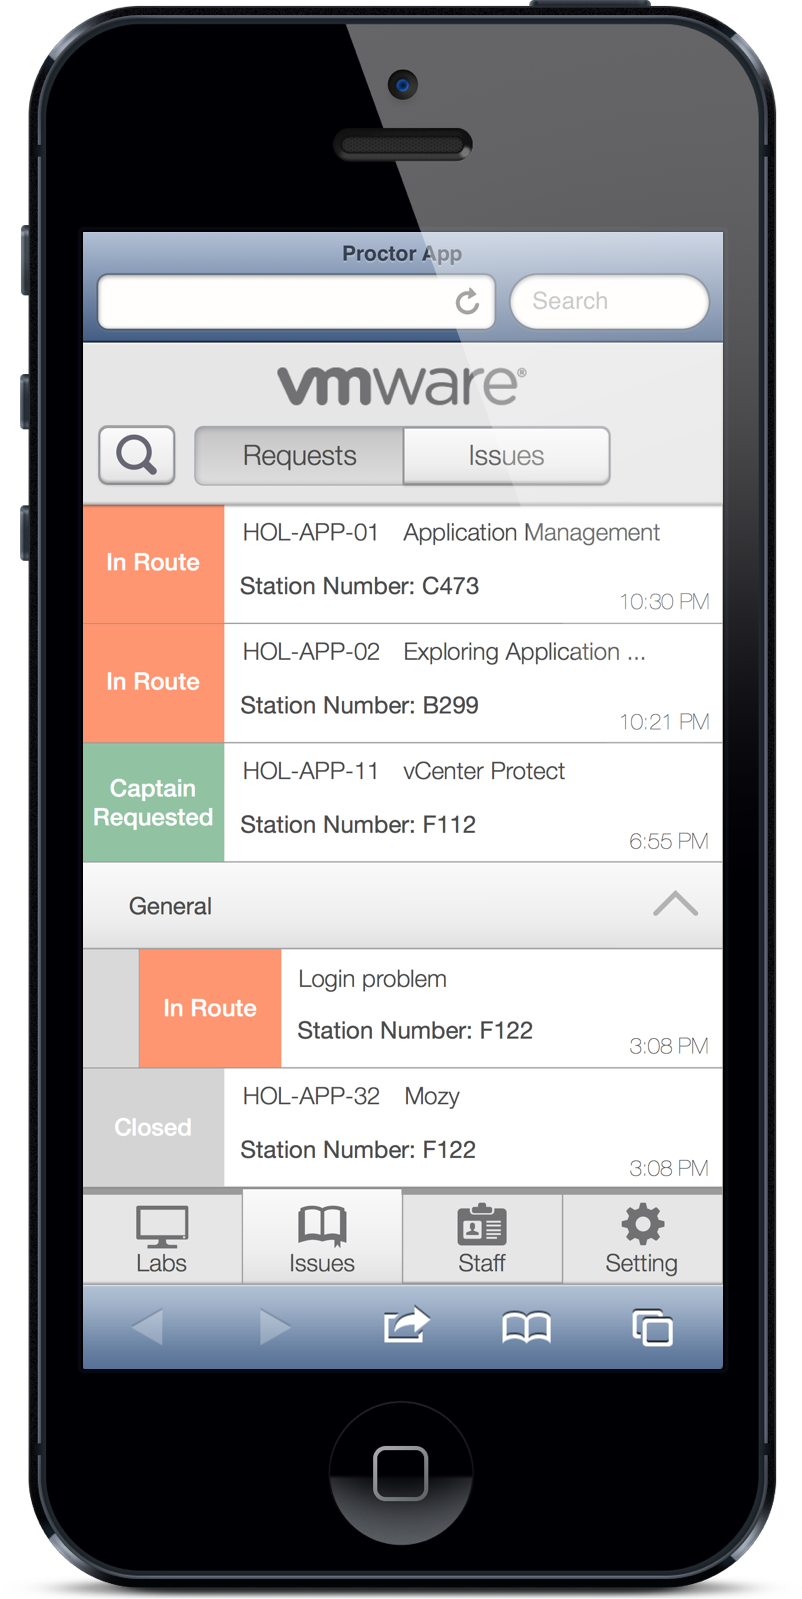 Proctor App
Search
vmware®
Requests Issues
In Route
HOL-APP-01 Application Management
Station Number: C473
10:30 PM
In Route
HOL-APP-02 Exploring Application ...
Station Number: B299
10:21 PM
Captain
Requested
HOL-APP-11 vCenter Protect
Station Number: F112
6:55 PM
General
In Route
Login problem
Station Number: F122
3:08 PM
Closed
HOL-APP-32 Mozy
Station Number: F122
3:08 PM
Labs Issues Staff Setting